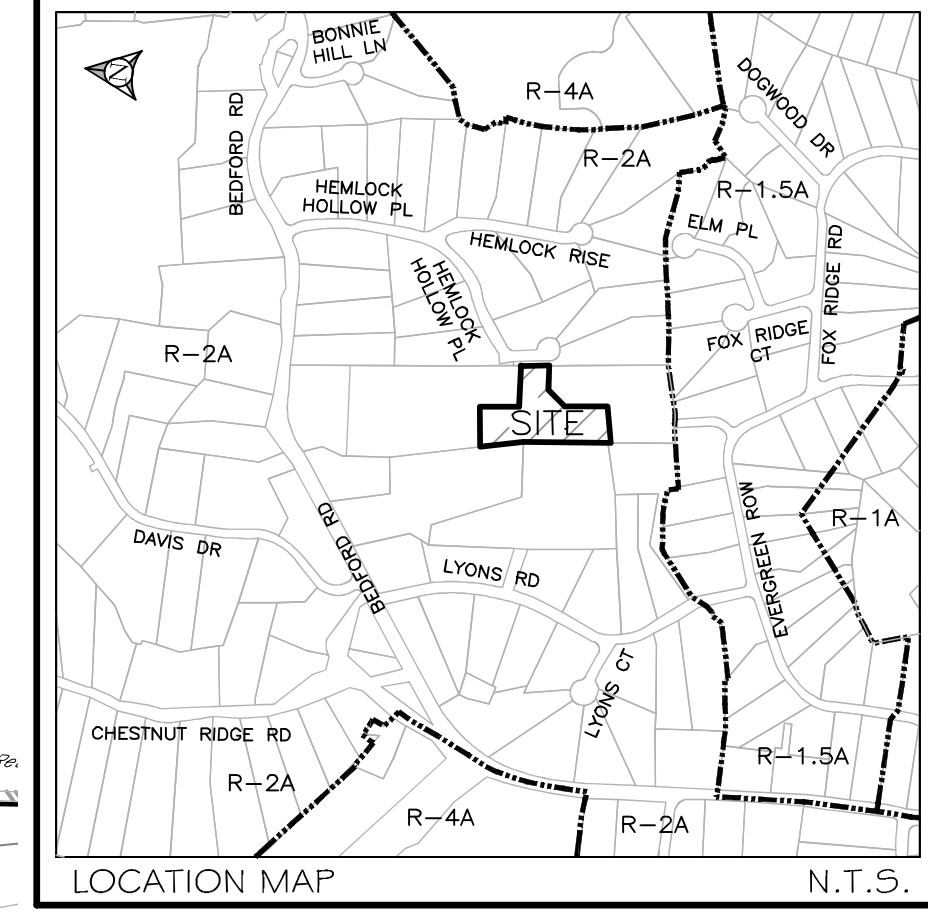 BONNIE
HILL LN
N
R-4A
DOGWOOD DR
BEDFORD RD
R-2A
R-1.5A
HEMLOCK
HOLLOW PL
ELM PL
HEMLOCK RISE
HEMLOCK
HOLLOW PL
FOX RIDGE RD
FOX RIDGE
CT
R-2A
SITE
R-1A
EVERGREEN ROW
BEDFORD RD
DAVIS DR
LYONS RD
LYONS CT
CHESTNUT RIDGE RD
R-2A
R-1.5A
R-4A
R-2A
LOCATION MAP
N.T.S.